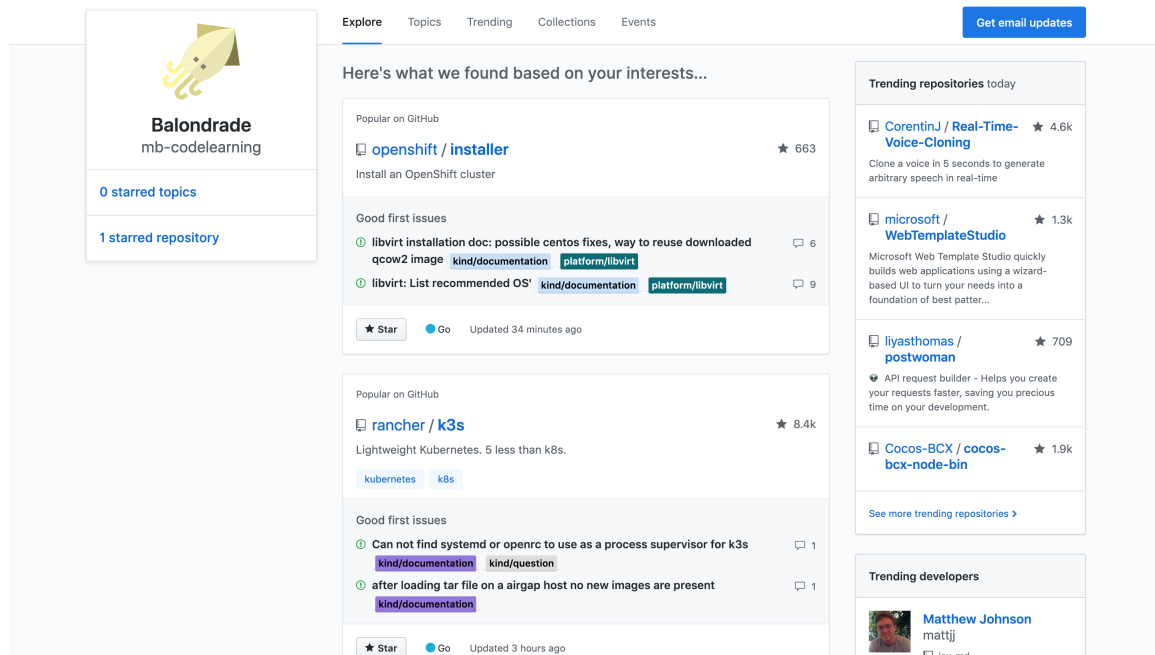 Explore Topics Trending Collections Events
Get email updates
Balondrade
mb-codelearning
0 starred topics
1 starred repository
Here's what we found based on your interests...
Popular on GitHub
openshift / installer
663
Install an OpenShift cluster
Good first issues
libvirt installation doc: possible centos fixes, way to reuse downloaded
qcow2 image kind/documentation platform/libvirt
6
libvirt: List recommended OS' kind/documentation platform/libvirt
9
Star Go Updated 34 minutes ago
Popular on GitHub
rancher / k3s
8.4k
Lightweight Kubernetes. 5 less than k8s.
kubernetes k8s
Good first issues
Can not find systemd or openrc to use as a process supervisor for k3s
1
kind/documentation kind/question
after loading tar file on a airgap host no new images are present
1
kind/documentation
Star Go Updated 3 hours ago
Trending repositories today
CorentinJ / Real-Time-
Voice-Cloning
4.6k
Clone a voice in 5 seconds to generate
arbitrary speech in real-time
microsoft /
WebTemplateStudio
1.3k
Microsoft Web Template Studio quickly
builds web applications using a wizard-
based UI to turn your needs into a
foundation of best patter...
liyasthomas /
postwoman
709
API request builder - Helps you create
your requests faster, saving you precious
time on your development.
Cocos-BCX / cocos-
bcx-node-bin
1.9k
See more trending repositories
Trending developers
Matthew Johnson
mattjj